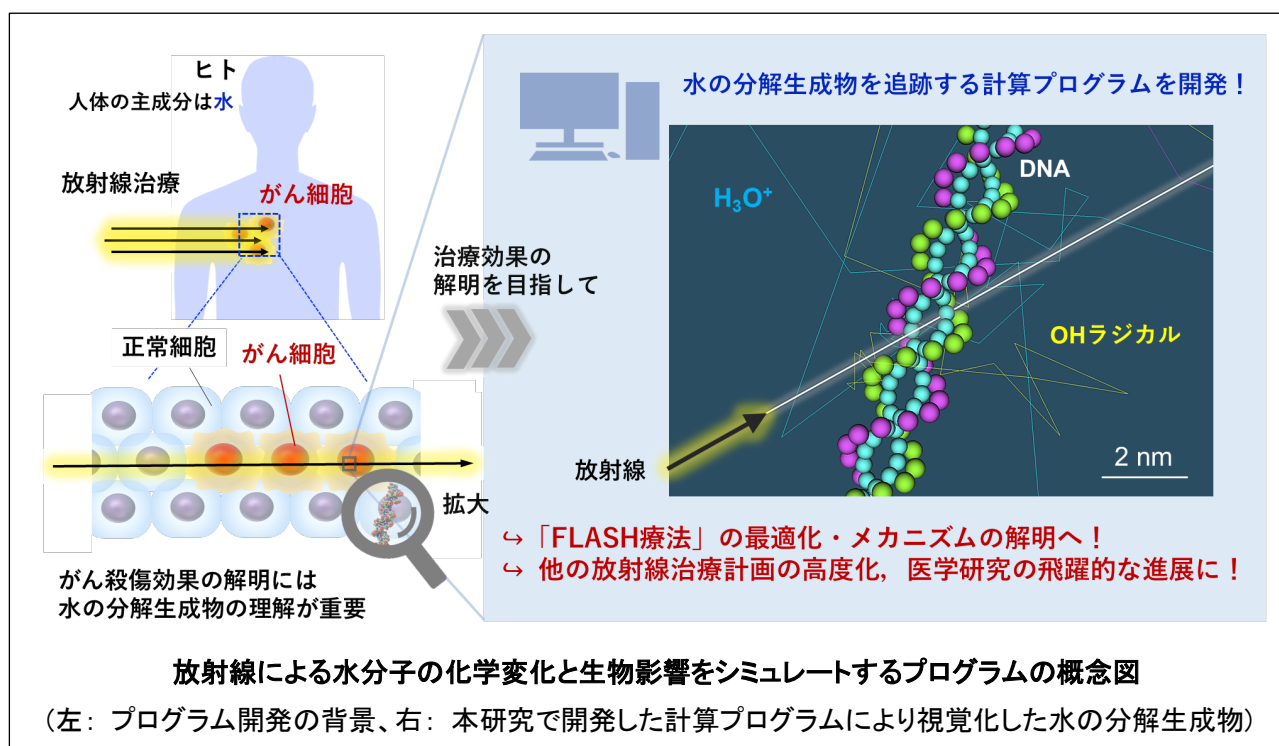 ヒト
人体の主成分は水
放射線治療
がん細胞
正常細胞
がん細胞
拡大
がん殺傷効果の解明には
水の分解生成物の理解が重要
治療効果の
解明を目指して
水の分解生成物を追跡する計算プログラムを開発！
DNA
H₃O⁺
OHラジカル
2 nm
放射線
↪「FLASH療法」の最適化・メカニズムの解明へ！
↪ 他の放射線治療計画の高度化，医学研究の飛躍的な進展に！
放射線による水分子の化学変化と生物影響をシミュレートするプログラムの概念図
（左： プログラム開発の背景、右： 本研究で開発した計算プログラムにより視覚化した水の分解生成物）